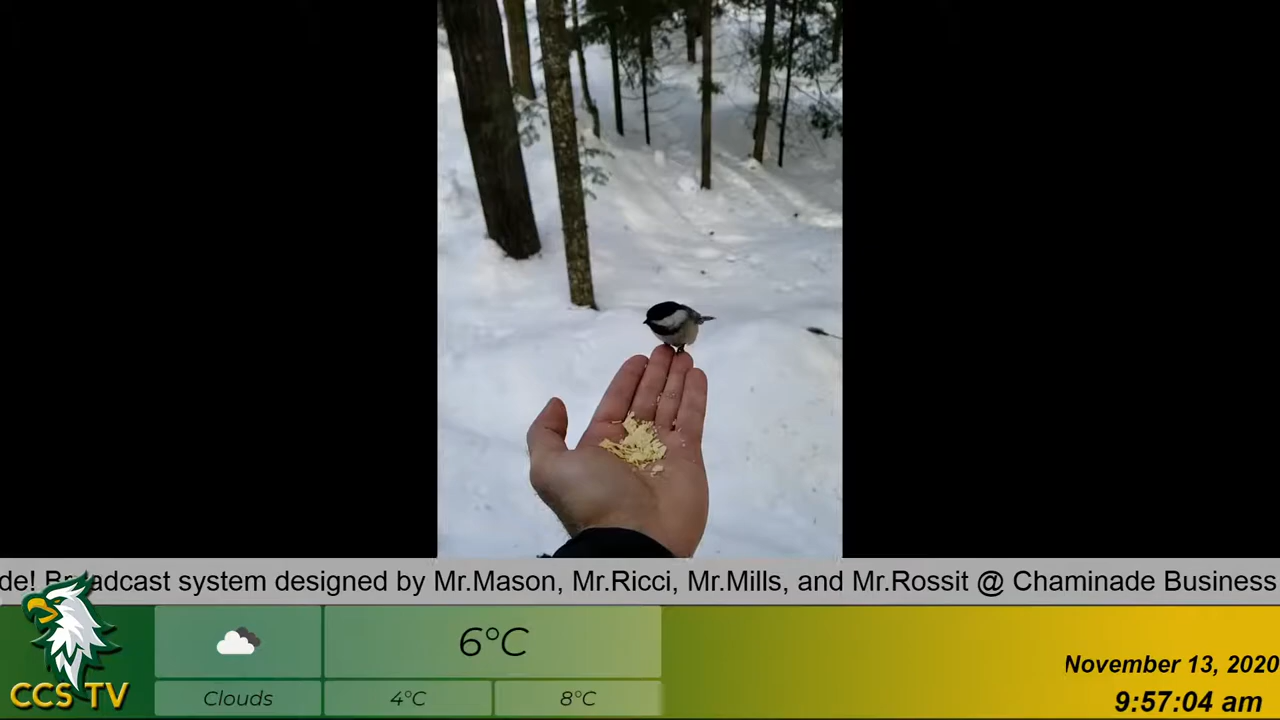 de! Broadcast system designed by Mr.Mason, Mr.Ricci, Mr.Mills, and Mr.Rossit @ Chaminade Business
6°C
November 13, 2020
CCS TV
Clouds
4°C
8°C
9:57:04 am